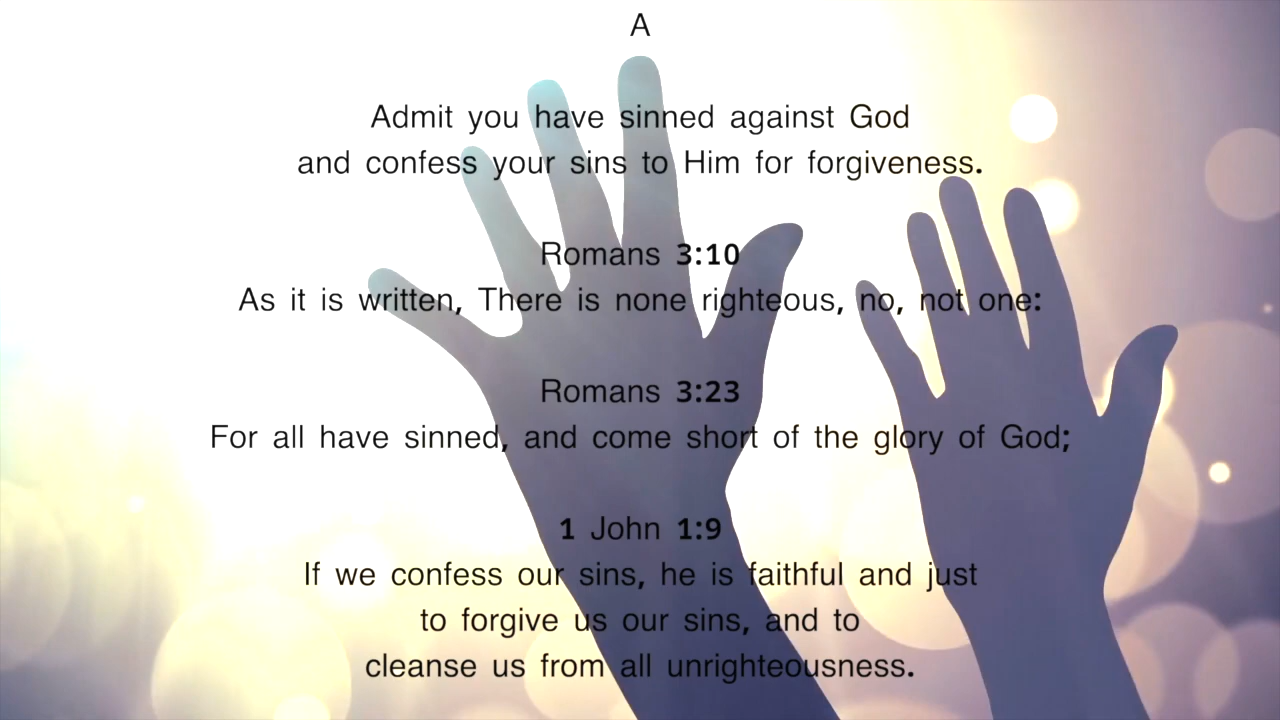 A
Admit you have sinned against God
and confess your sins to Him for forgiveness.
Romans 3:10
As it is written, There is none righteous, no, not one:
Romans 3:23
For all have sinned, and come short of the glory of God;
1 John 1:9
If we confess our sins, he is faithful and just
to forgive us our sins, and to
cleanse us from all unrighteousness.